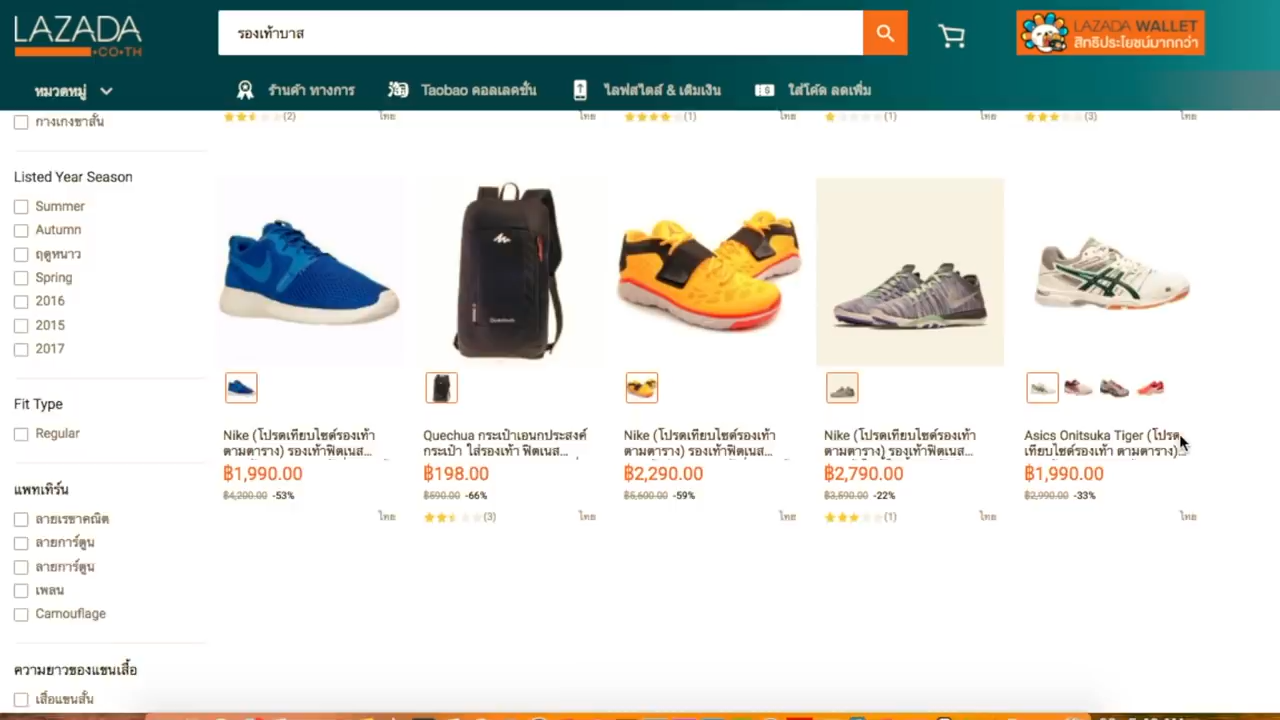 LAZADA
.CO.TH
รองเท้าบาส
LAZADA WALLET
สิทธิประโยชน์มากกว่า
หมวดหมู่
ร้านค้า ทางการ
Taobao คอลเลคชั่น
ไลฟสไตล์ & เติมเงิน
ใส่โค้ด ลดเพิ่ม
กางเกงขาสั้น
(2) ไทย
ไทย
(1) ไทย
(1) ไทย
(3) ไทย
Listed Year Season
Summer
Autumn
ฤดูหนาว
Spring
2016
2015
2017
Fit Type
Regular
แพทเทิร์น
ลายเรขาคณิต
ลายการ์ตูน
ลายการ์ตูน
เพลน
Camouflage
ความยาวของแขนเสื้อ
เสื้อแขนสั้น
Quechua
Nike (โปรดเทียบไซต์รองเท้า
ตามตาราง) รองเท้าฟิตเนส...
฿1,990.00
฿4,200.00 -53%
ไทย
Quechua กระเป๋าเอนกประสงค์
กระเป๋า ใส่รองเท้า ฟิตเนส...
฿198.00
฿590.00 -66%
(3) ไทย
Nike (โปรดเทียบไซต์รองเท้า
ตามตาราง) รองเท้าฟิตเนส...
฿2,290.00
฿5,600.00 -59%
ไทย
Nike (โปรดเทียบไซต์รองเท้า
ตามตาราง) รองเท้าฟิตเนส...
฿2,790.00
฿3,590.00 -22%
(1) ไทย
Asics Onitsuka Tiger (โปรด
เทียบไซต์รองเท้า ตามตาราง)...
฿1,990.00
฿2,990.00 -33%
ไทย